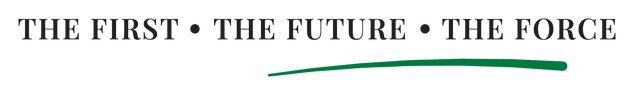 THE FIRST • THE FUTURE • THE FORCE